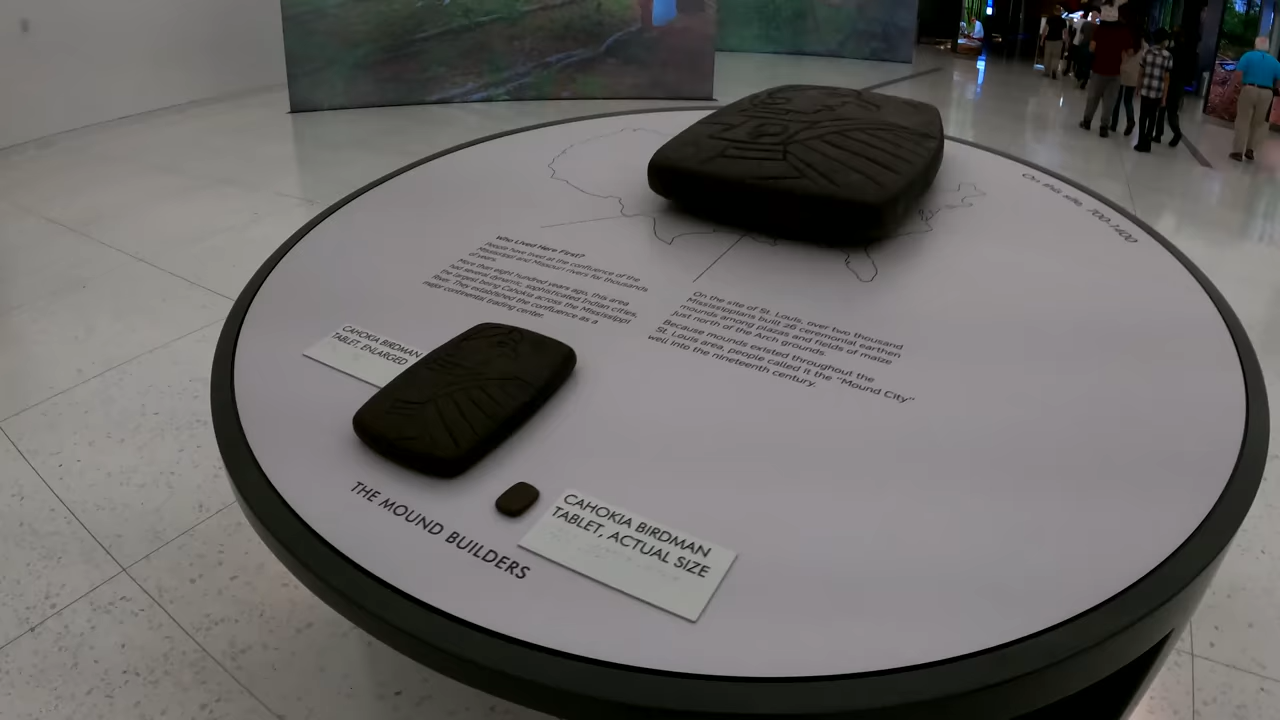 On this site, 700-1400
Who Lived Here First?
People have lived at the confluence of the
Mississippi and Missouri rivers for thousands
of years.
More than eight hundred years ago, this area
had several dynamic, sophisticated Indian cities,
the largest being Cahokia across the Mississippi
River. They established the confluence as a
major continental trading center.
On the site of St. Louis, over two thousand
Mississippians built 26 ceremonial earthen
mounds among plazas and fields of maize
just north of the Arch grounds.
Because mounds existed throughout the
St. Louis area, people called it the "Mound City"
well into the nineteenth century.
CAHOKIA BIRDMAN
TABLET, ENLARGED
THE MOUND BUILDERS
CAHOKIA BIRDMAN
TABLET, ACTUAL SIZE